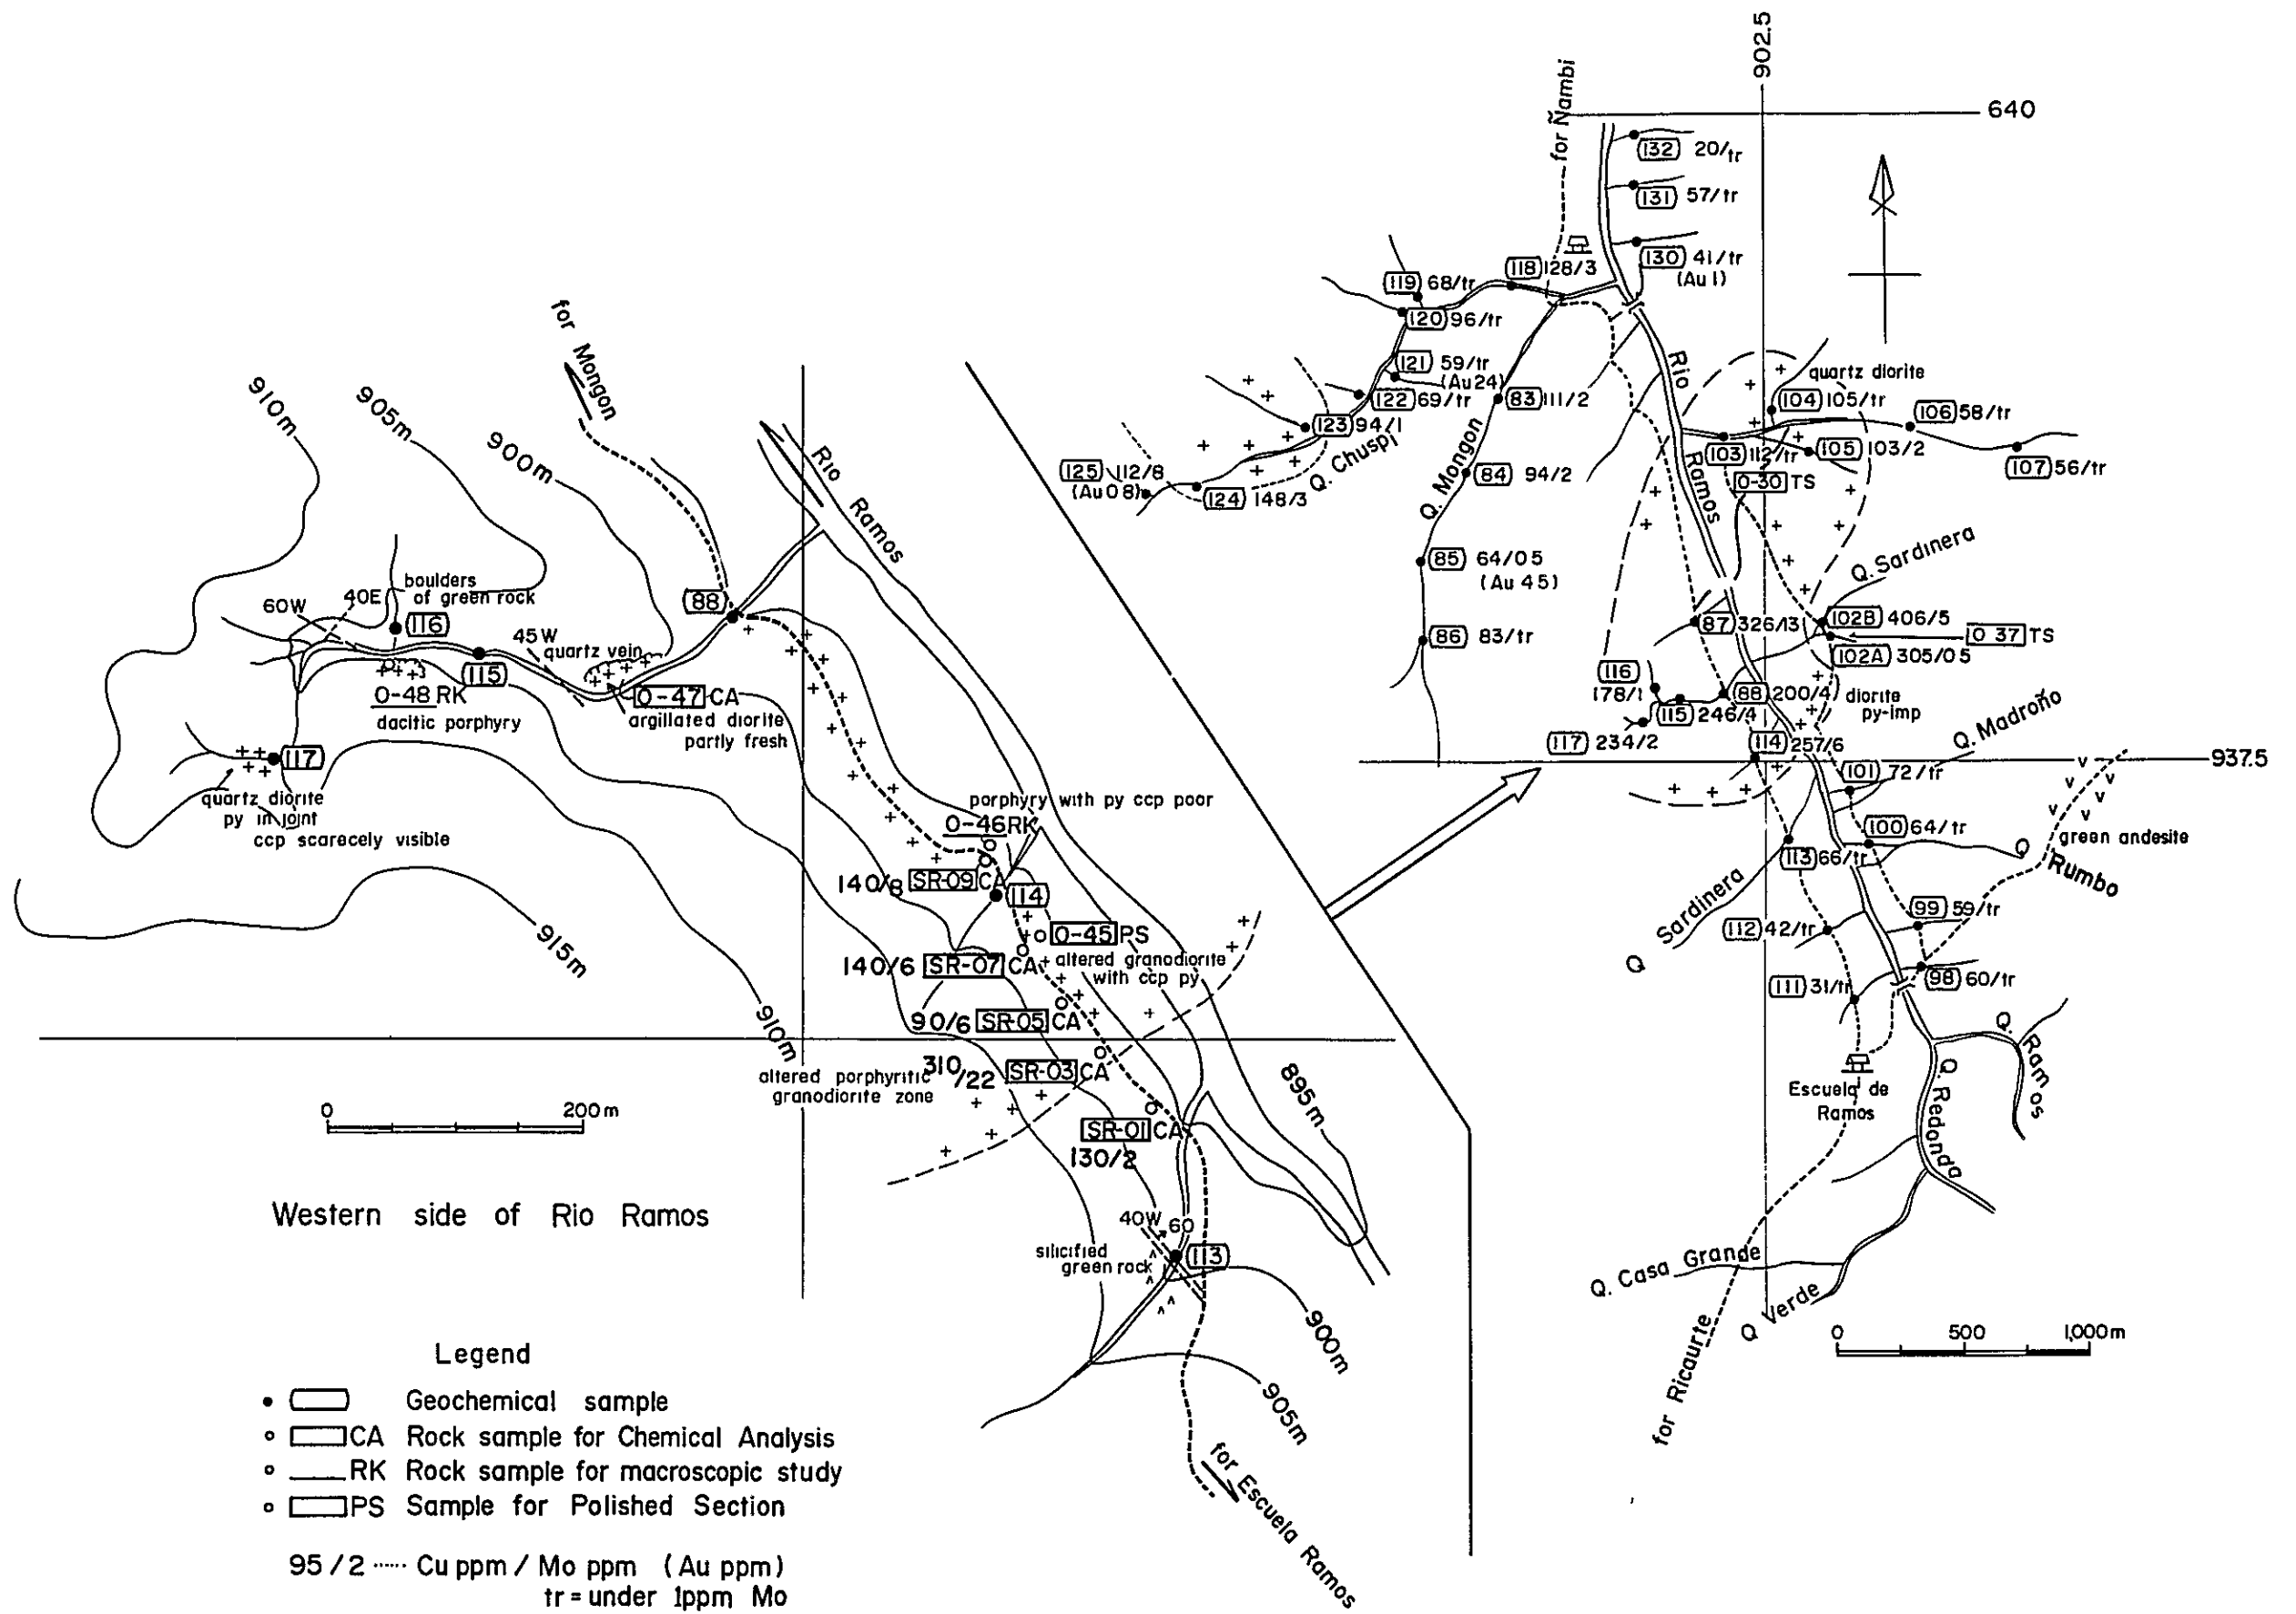 902.5
640
for Ñambi
(132) 20/tr
(131) 57/tr
(130) 41/tr
(Au 1)
(118) 128/3
(119) 68/tr
(120) 96/tr
(121) 59/tr
(Au 24)
(122) 69/tr
(123) 94/1
Q. Chuspi
(125) 112/8
(Au 0 8)
(124) 148/3
(83) 111/2
Q. Mongon
(84) 94/2
(85) 64/0 5
(Au 4 5)
(86) 83/tr
Rio Ramos
quartz diorite
(104) 105/tr
(106) 58/tr
(103) 112/tr
(105) 103/2
(107) 56/tr
0-30 TS
Q. Sardinera
(87) 326/13
(102B) 406/5
0 37 TS
(102A) 305/0 5
(116)
178/1
(88) 200/4
diorite
py-imp
(115) 246/4
(117) 234/2
(114) 257/6
Q. Madroño
937.5
(101) 72/tr
(100) 64/tr
green andesite
Q Rumbo
(113) 66/tr
Q Sardinera
(99) 59/tr
(112) 42/tr
(98) 60/tr
(111) 31/tr
Q. Ramos
Escuela de
Ramos
Q. Redonda
Q. Casa Grande
Q Verde
for Ricaurte
0 500 1,000m
for Mongon
Rio Ramos
910m
905m
900m
60W
40E
boulders
of green rock
(116)
(88)
45W
quartz vein
(115)
0-48 RK
dacitic porphyry
0-47 CA
argillated diorite
partly fresh
(117)
quartz diorite
py in joint
ccp scarecely visible
porphyry with py ccp poor
0-46 RK
140/8 SR-09 CA
(114)
0-45 PS
altered granodiorite
with ccp py
140/6 SR-07 CA
90/6 SR-05 CA
310/22 SR-03 CA
915m
910m
altered porphyritic
granodiorite zone
SR-01 CA
130/2
895m
0 200m
Western side of Rio Ramos
40W
60
silicified
green rock
(113)
900m
905m
for Escuela Ramos
Legend
Geochemical sample
CA Rock sample for Chemical Analysis
RK Rock sample for macroscopic study
PS Sample for Polished Section
95/2 ······ Cu ppm / Mo ppm (Au ppm)
tr = under 1ppm Mo